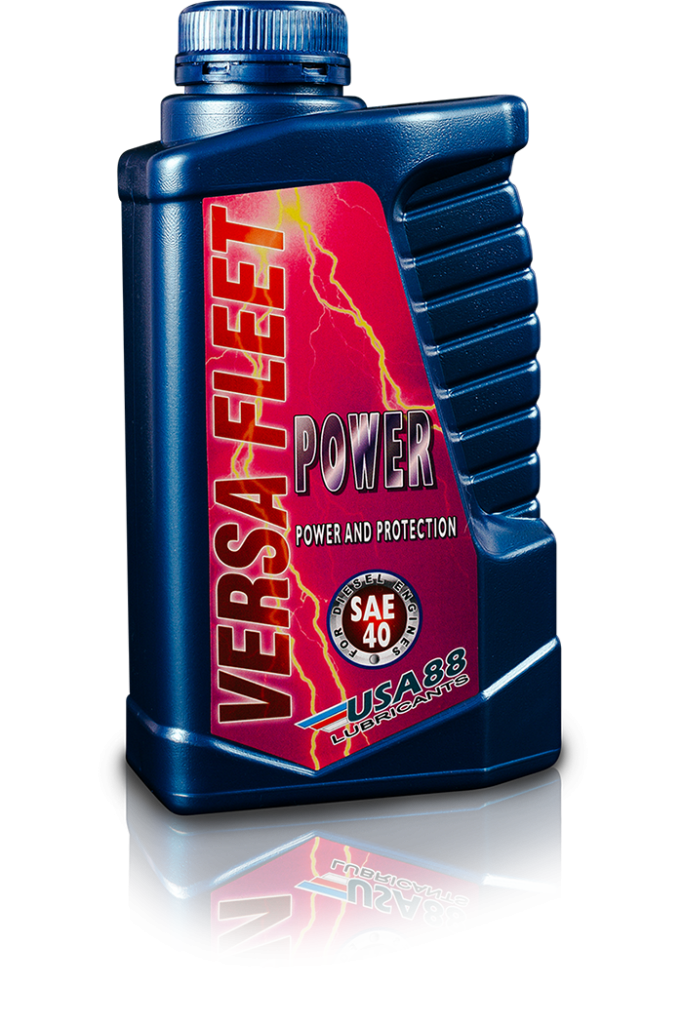 VERSA FLEET
POWER
POWER AND PROTECTION
FOR DIESEL ENGINES
SAE
40
USA88
LUBRICANTS